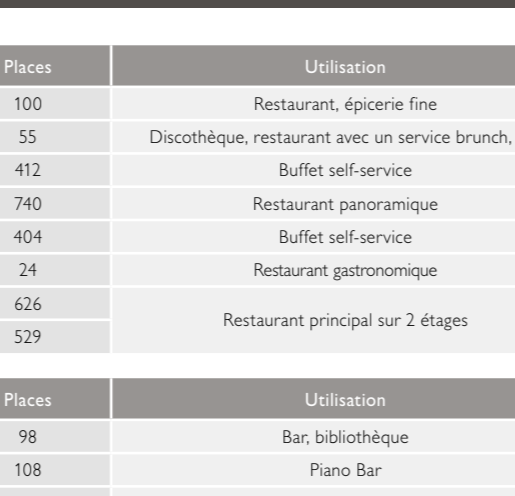 Places Utilisation
100 Restaurant, épicerie fine
55 Discothèque, restaurant avec un service brunch,
412 Buffet self-service
740 Restaurant panoramique
404 Buffet self-service
24 Restaurant gastronomique
626
Restaurant principal sur 2 étages
529
Places Utilisation
98 Bar, bibliothèque
108 Piano Bar